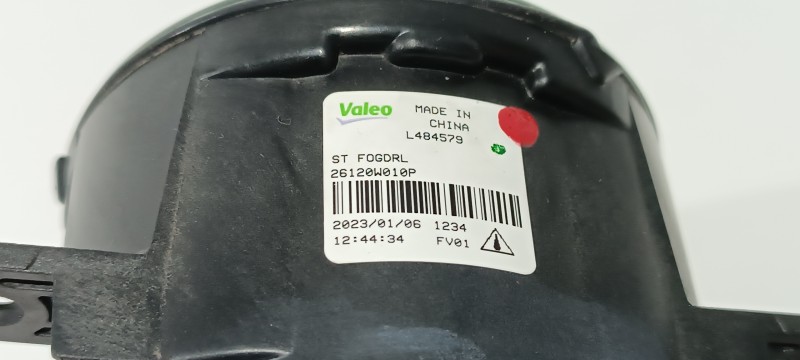 Valeo MADE IN
CHINA
L484579
ST FOGDRL
26120W010P
2023/01/06 1234
12:44:34 FV01